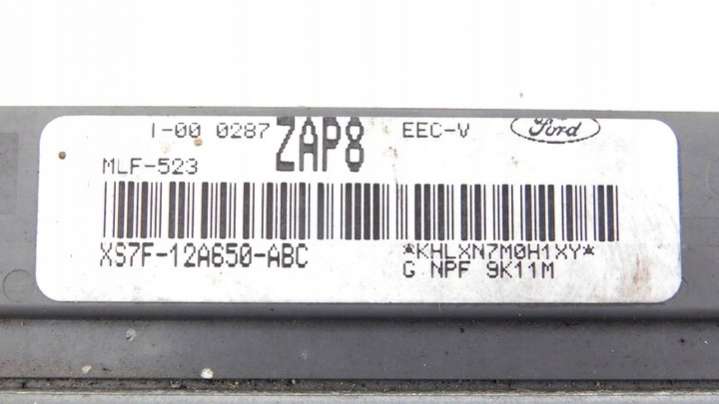 1-00 0287 ZAP8 EEC-V Ford
MLF-523
XS7F-12A650-ABC *KHLXN7M0H1XY*
G NPF 9K11M